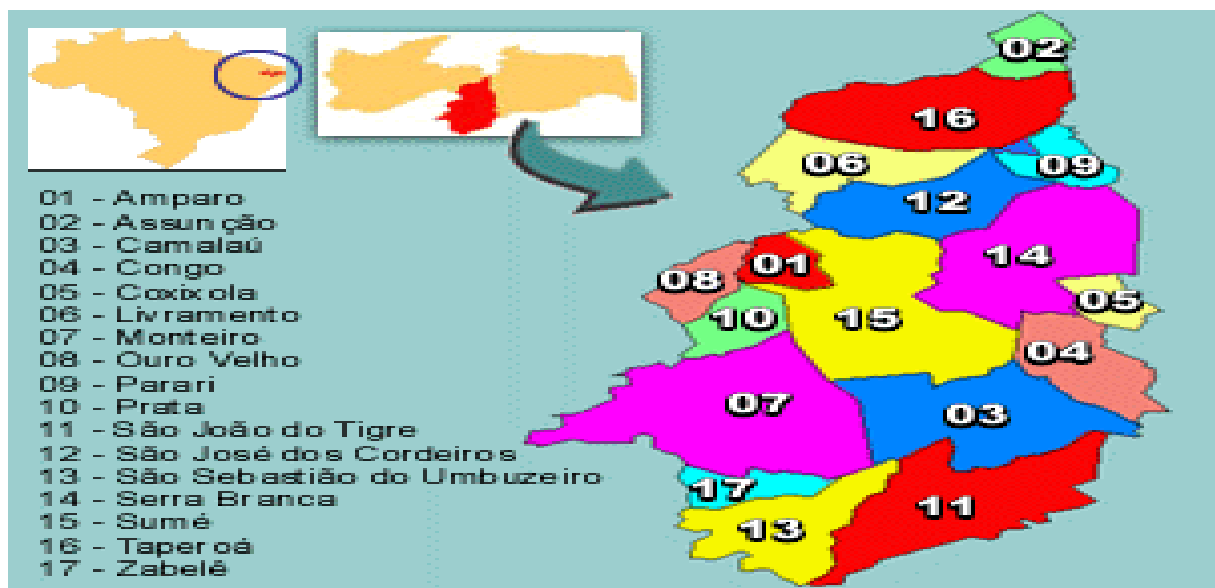 01 - Amparo
02 - Assunção
03 - Camalaú
04 - Congo
05 - Coxixola
06 - Livramento
07 - Monteiro
08 - Ouro Velho
09 - Parari
10 - Prata
11 - São João do Tigre
12 - São José dos Cordeiros
13 - São Sebastião do Umbuzeiro
14 - Serra Branca
15 - Sumé
16 - Taperoá
17 - Zabelê
02
16
06
09
12
14
01
08
05
10
15
04
07
03
17
11
13